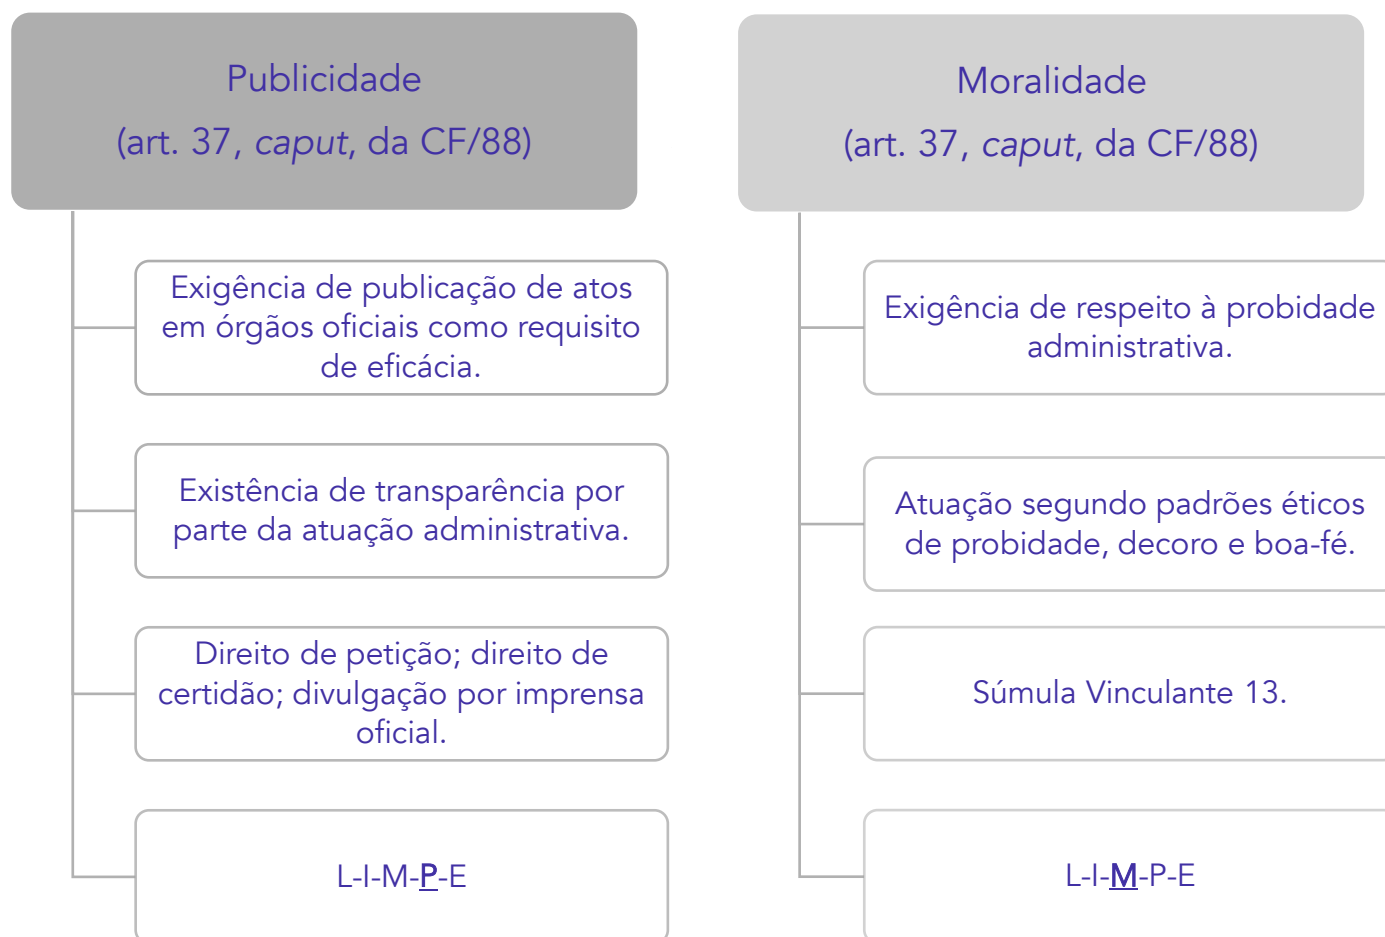 Publicidade
(art. 37, caput, da CF/88)
Exigência de publicação de atos
em órgãos oficiais como requisito
de eficácia.
Existência de transparência por
parte da atuação administrativa.
Direito de petição; direito de
certidão; divulgação por imprensa
oficial.
L-I-M-P-E
Moralidade
(art. 37, caput, da CF/88)
Exigência de respeito à probidade
administrativa.
Atuação segundo padrões éticos
de probidade, decoro e boa-fé.
Súmula Vinculante 13.
L-I-M-P-E